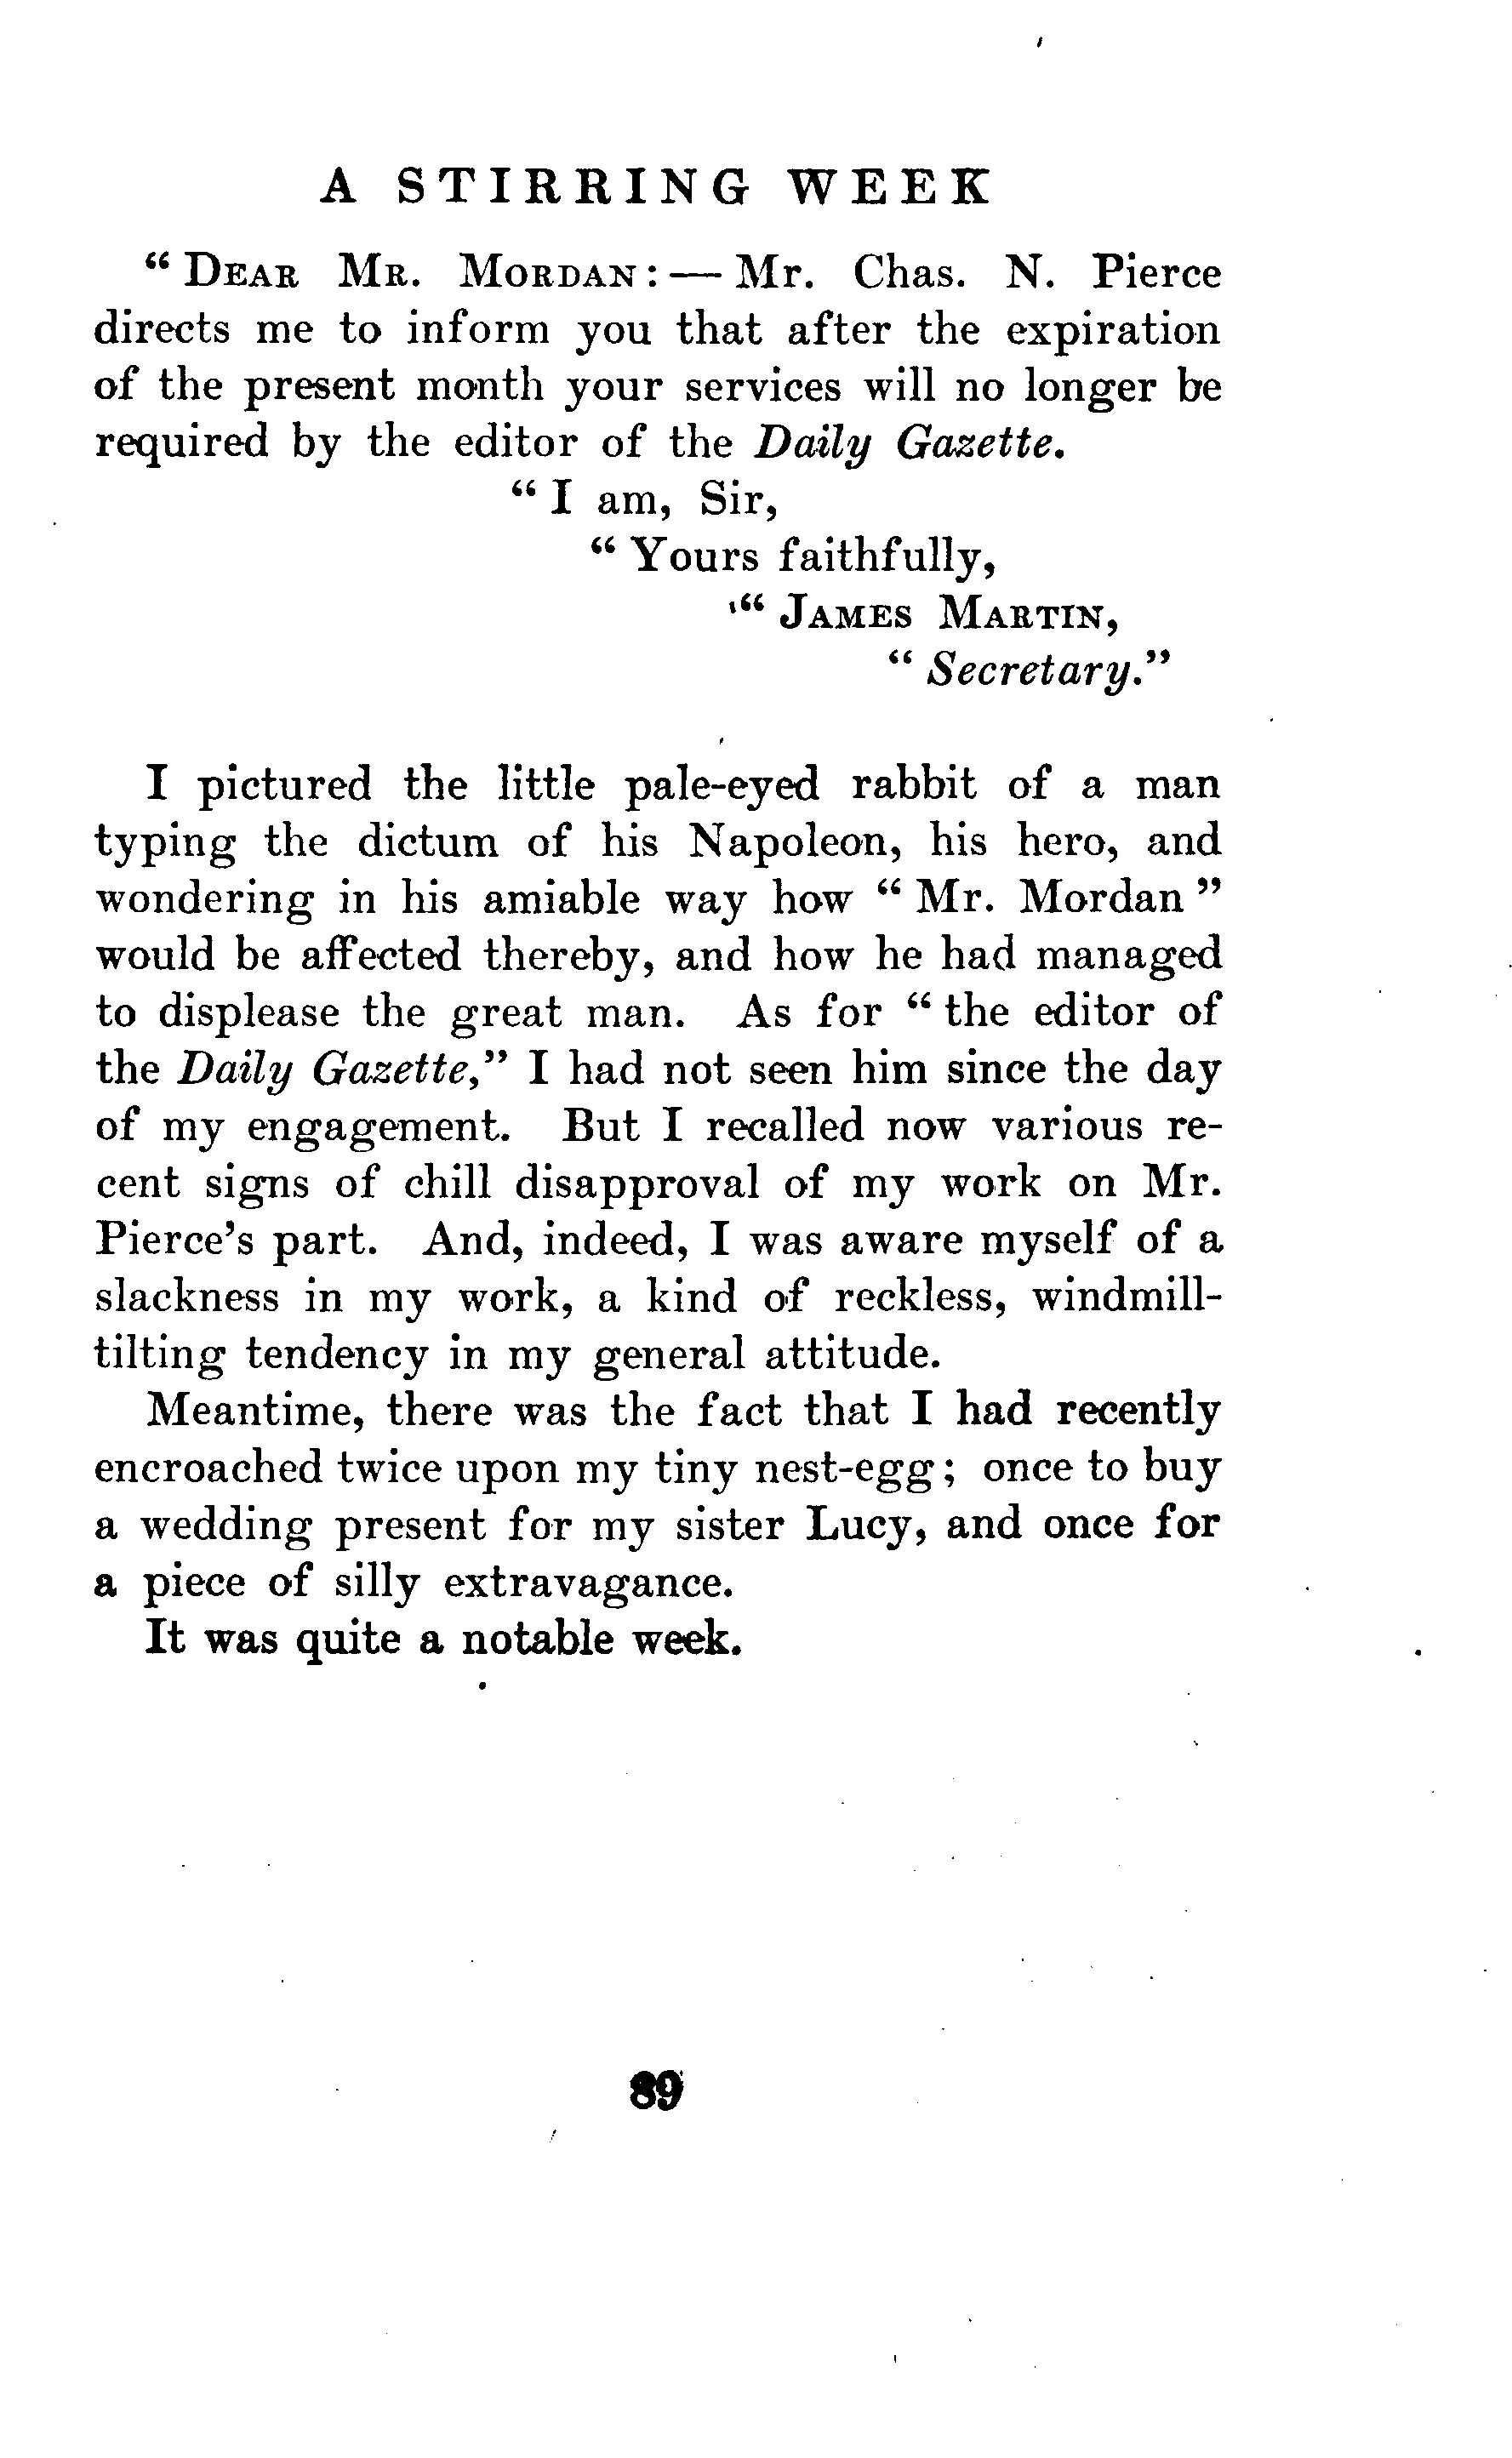 A STIRRING WEEK
“ DEAR MR. MORDAN: — Mr. Chas. N. Pierce
directs me to inform you that after the expiration
of the present month your services will no longer be
required by the editor of the Daily Gazette.
“ I am, Sir,
“ Yours faithfully,
“ JAMES MARTIN,
“ Secretary.”
I pictured the little pale-eyed rabbit of a man
typing the dictum of his Napoleon, his hero, and
wondering in his amiable way how “ Mr. Mordan ”
would be affected thereby, and how he had managed
to displease the great man. As for “ the editor of
the Daily Gazette,” I had not seen him since the day
of my engagement. But I recalled now various re-
cent signs of chill disapproval of my work on Mr.
Pierce’s part. And, indeed, I was aware myself of a
slackness in my work, a kind of reckless, windmill-
tilting tendency in my general attitude.
Meantime, there was the fact that I had recently
encroached twice upon my tiny nest-egg; once to buy
a wedding present for my sister Lucy, and once for
a piece of silly extravagance.
It was quite a notable week.
89